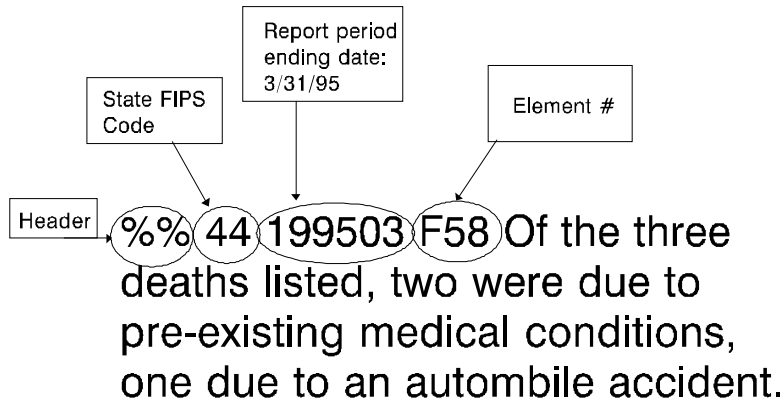 Report period
ending date:
3/31/95
State FIPS
Code
Element #
Header
%% 44 199503 F58 Of the three
deaths listed, two were due to
pre-existing medical conditions,
one due to an autombile accident.